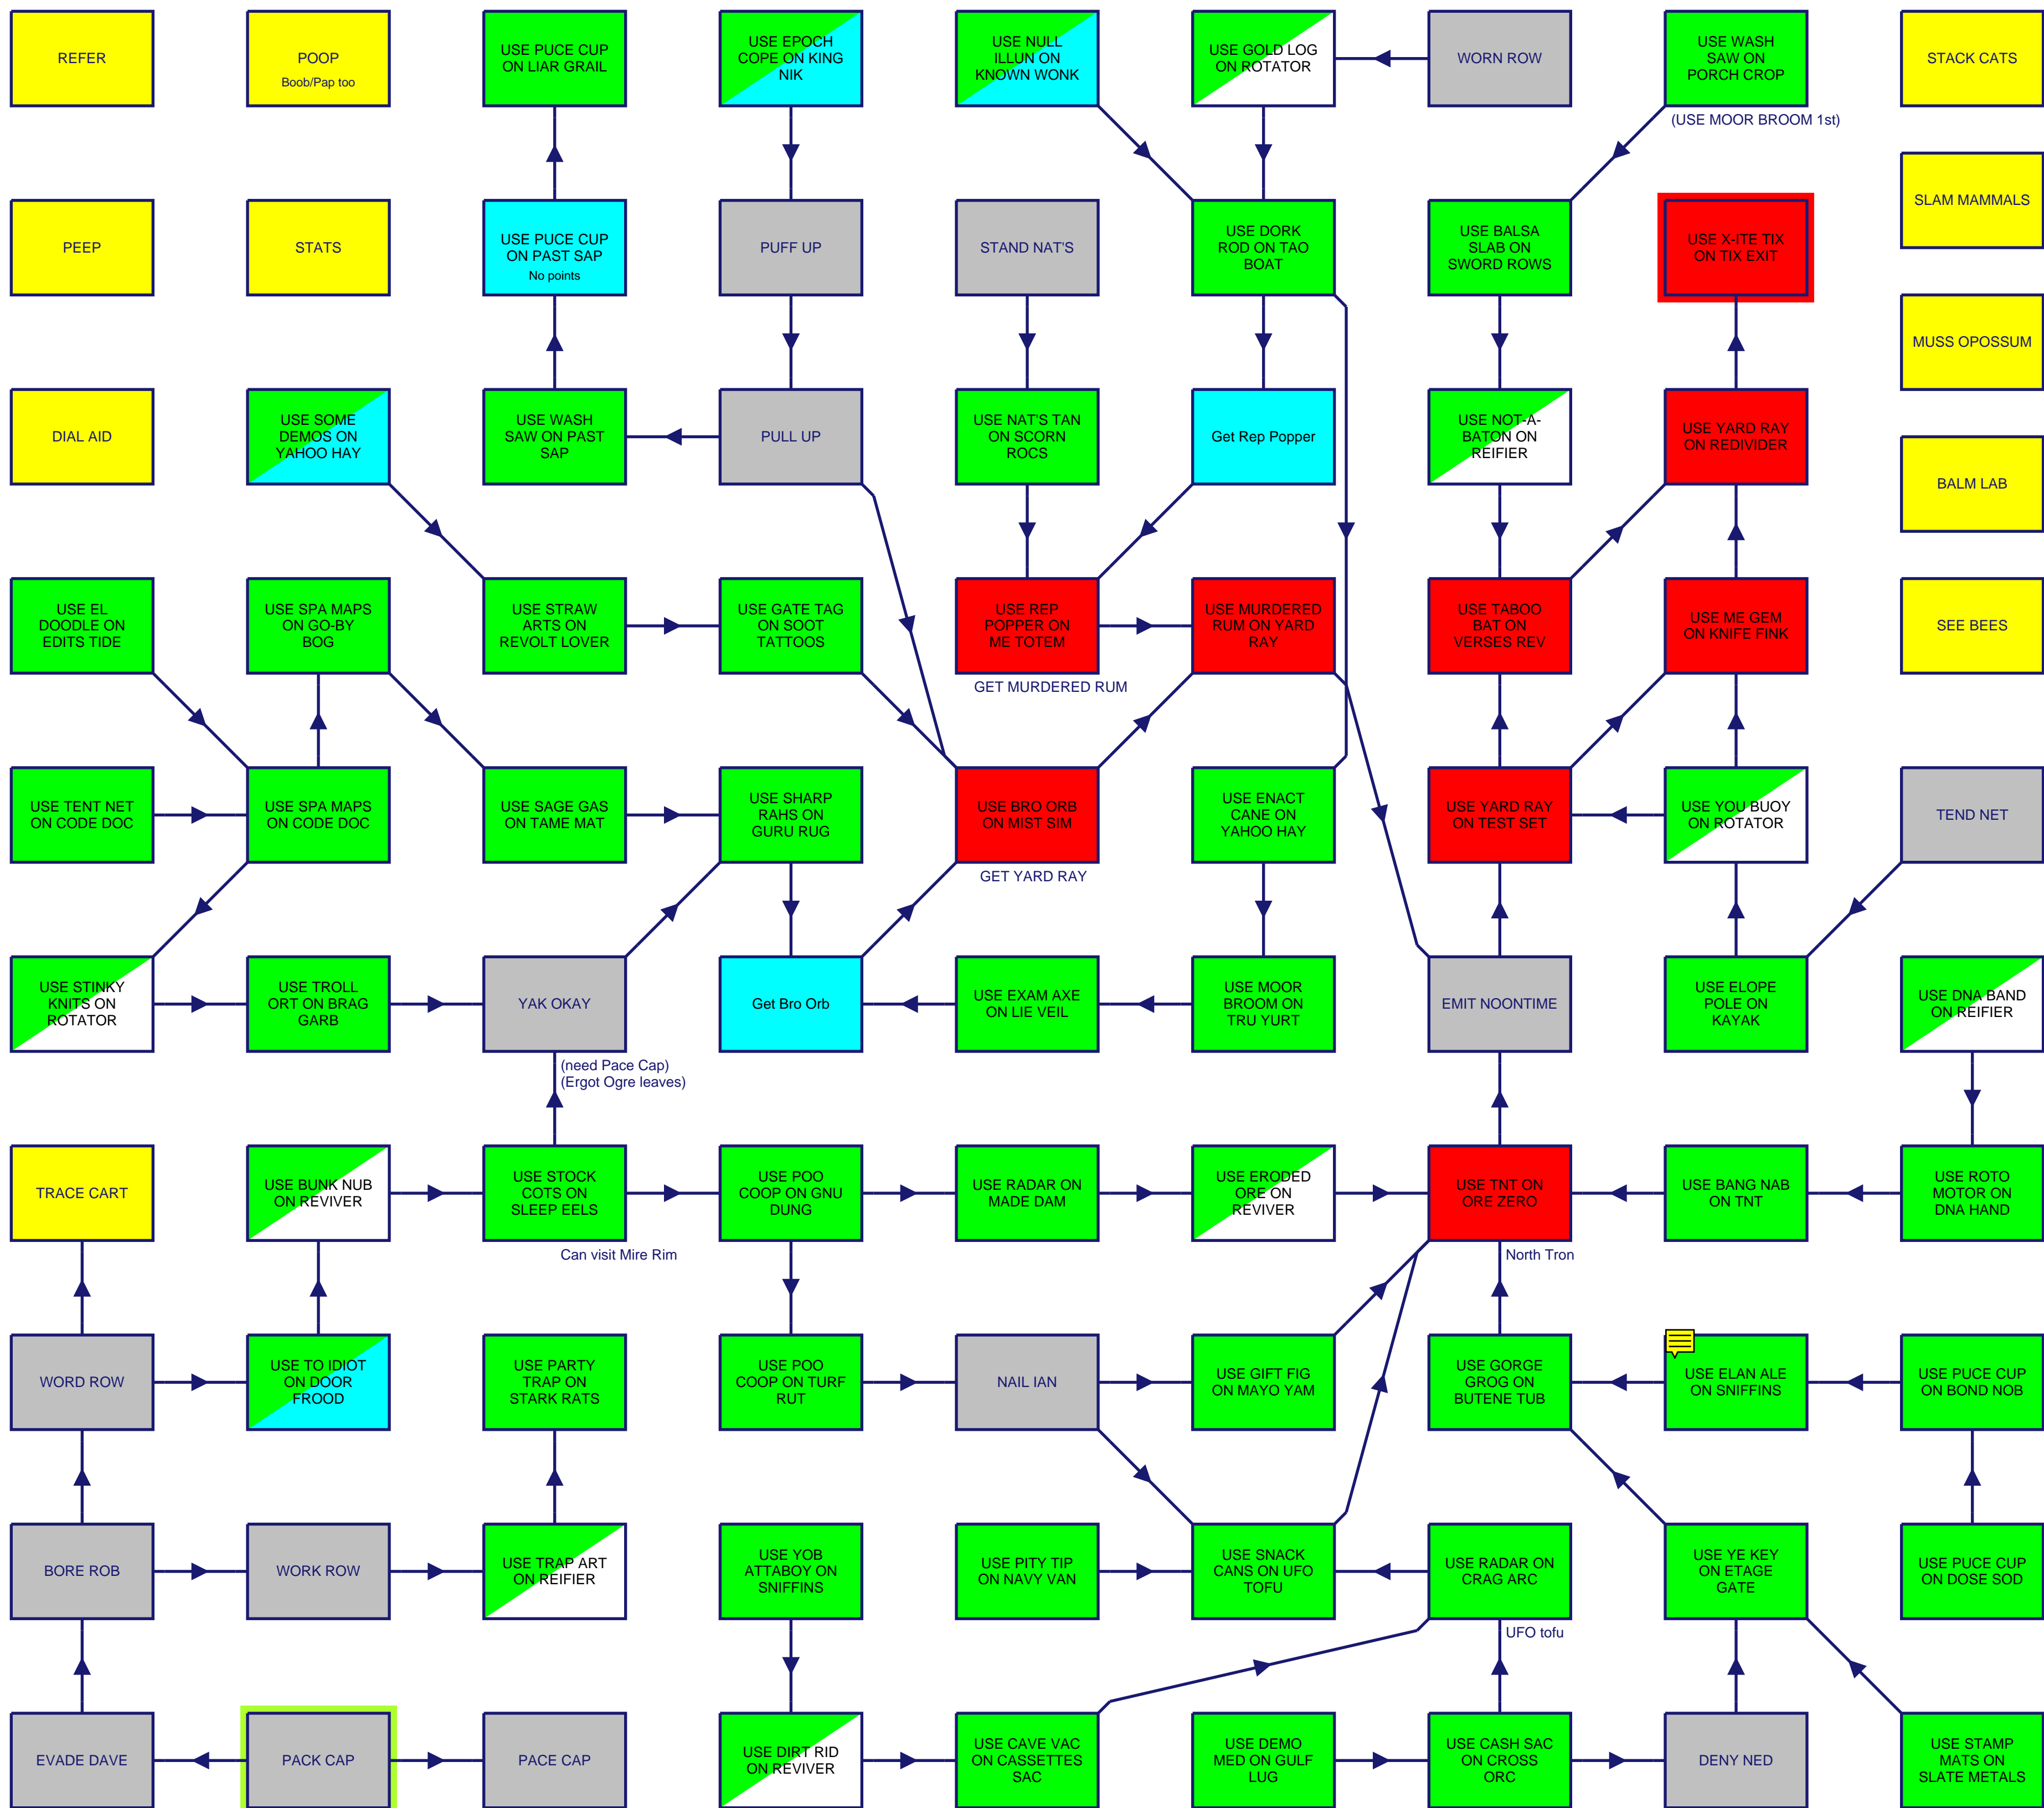 REFER
POOP
Boob/Pap too
USE PUCE CUP
ON LIAR GRAIL
USE EPOCH
COPE ON KING
NIK
USE NULL
ILLUN ON
KNOWN WONK
USE GOLD LOG
ON ROTATOR
WORN ROW
USE WASH
SAW ON
PORCH CROP
(USE MOOR BROOM 1st)
STACK CATS
SLAM MAMMALS
PEEP
STATS
USE PUCE CUP
ON PAST SAP
No points
PUFF UP
STAND NAT'S
USE DORK
ROD ON TAO
BOAT
USE BALSA
SLAB ON
SWORD ROWS
USE X-ITE TIX
ON TIX EXIT
MUSS OPOSSUM
DIAL AID
USE SOME
DEMOS ON
YAHOO HAY
USE WASH
SAW ON PAST
SAP
PULL UP
USE NAT'S TAN
ON SCORN
ROCS
Get Rep Popper
USE NOT-A-
BATON ON
REIFIER
USE YARD RAY
ON REDIVIDER
BALM LAB
USE EL
DOODLE ON
EDITS TIDE
USE SPA MAPS
ON GO-BY
BOG
USE STRAW
ARTS ON
REVOLT LOVER
USE GATE TAG
ON SOOT
TATTOOS
USE REP
POPPER ON
ME TOTEM
GET MURDERED RUM
USE MURDERED
RUM ON YARD
RAY
USE TABOO
BAT ON
VERSES REV
USE ME GEM
ON KNIFE FINK
SEE BEES
USE TENT NET
ON CODE DOC
USE SPA MAPS
ON CODE DOC
USE SAGE GAS
ON TAME MAT
USE SHARP
RAHS ON
GURU RUG
USE BRO ORB
ON MIST SIM
GET YARD RAY
USE ENACT
CANE ON
YAHOO HAY
USE YARD RAY
ON TEST SET
USE YOU BUOY
ON ROTATOR
TEND NET
USE STINKY
KNITS ON
ROTATOR
USE TROLL
ORT ON BRAG
GARB
YAK OKAY
(need Pace Cap)
(Ergot Ogre leaves)
Get Bro Orb
USE EXAM AXE
ON LIE VEIL
USE MOOR
BROOM ON
TRU YURT
EMIT NOONTIME
USE ELOPE
POLE ON
KAYAK
USE DNA BAND
ON REIFIER
TRACE CART
USE BUNK NUB
ON REVIVER
USE STOCK
COTS ON
SLEEP EELS
Can visit Mire Rim
USE POO
COOP ON GNU
DUNG
USE RADAR ON
MADE DAM
USE ERODED
ORE ON
REVIVER
USE TNT ON
ORE ZERO
North Tron
USE BANG NAB
ON TNT
USE ROTO
MOTOR ON
DNA HAND
WORD ROW
USE TO IDIOT
ON DOOR
FROOD
USE PARTY
TRAP ON
STARK RATS
USE POO
COOP ON TURF
RUT
NAIL IAN
USE GIFT FIG
ON MAYO YAM
USE GORGE
GROG ON
BUTENE TUB
USE ELAN ALE
ON SNIFFINS
USE PUCE CUP
ON BOND NOB
BORE ROB
WORK ROW
USE TRAP ART
ON REIFIER
USE YOB
ATTABOY ON
SNIFFINS
USE PITY TIP
ON NAVY VAN
USE SNACK
CANS ON UFO
TOFU
USE RADAR ON
CRAG ARC
UFO tofu
USE YE KEY
ON ETAGE
GATE
USE PUCE CUP
ON DOSE SOD
EVADE DAVE
PACK CAP
PACE CAP
USE DIRT RID
ON REVIVER
USE CAVE VAC
ON CASSETTES
SAC
USE DEMO
MED ON GULF
LUG
USE CASH SAC
ON CROSS
ORC
DENY NED
USE STAMP
MATS ON
SLATE METALS